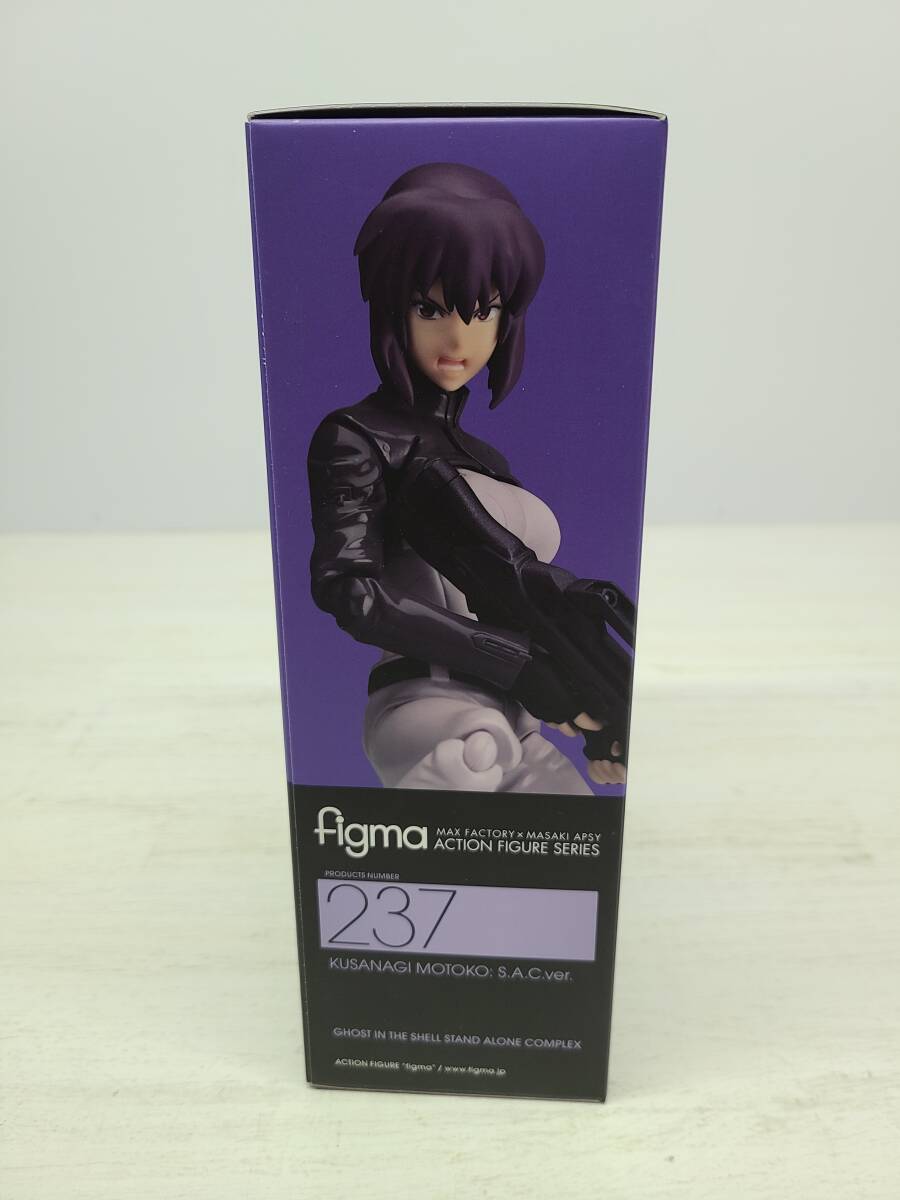 figma
MAX FACTORY × MASAKI APSY
ACTION FIGURE SERIES
PRODUCTS NUMBER
237
KUSANAGI MOTOKO: S.A.C.ver.
GHOST IN THE SHELL STAND ALONE COMPLEX
ACTION FIGURE "figma" / www.figma.jp